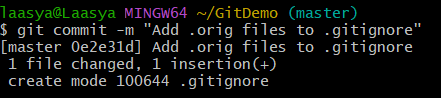 laasya@Laasya MINGW64 ~/GitDemo (master)
$ git commit -m "Add .orig files to .gitignore"
[master 0e2e31d] Add .orig files to .gitignore
 1 file changed, 1 insertion(+)
 create mode 100644 .gitignore